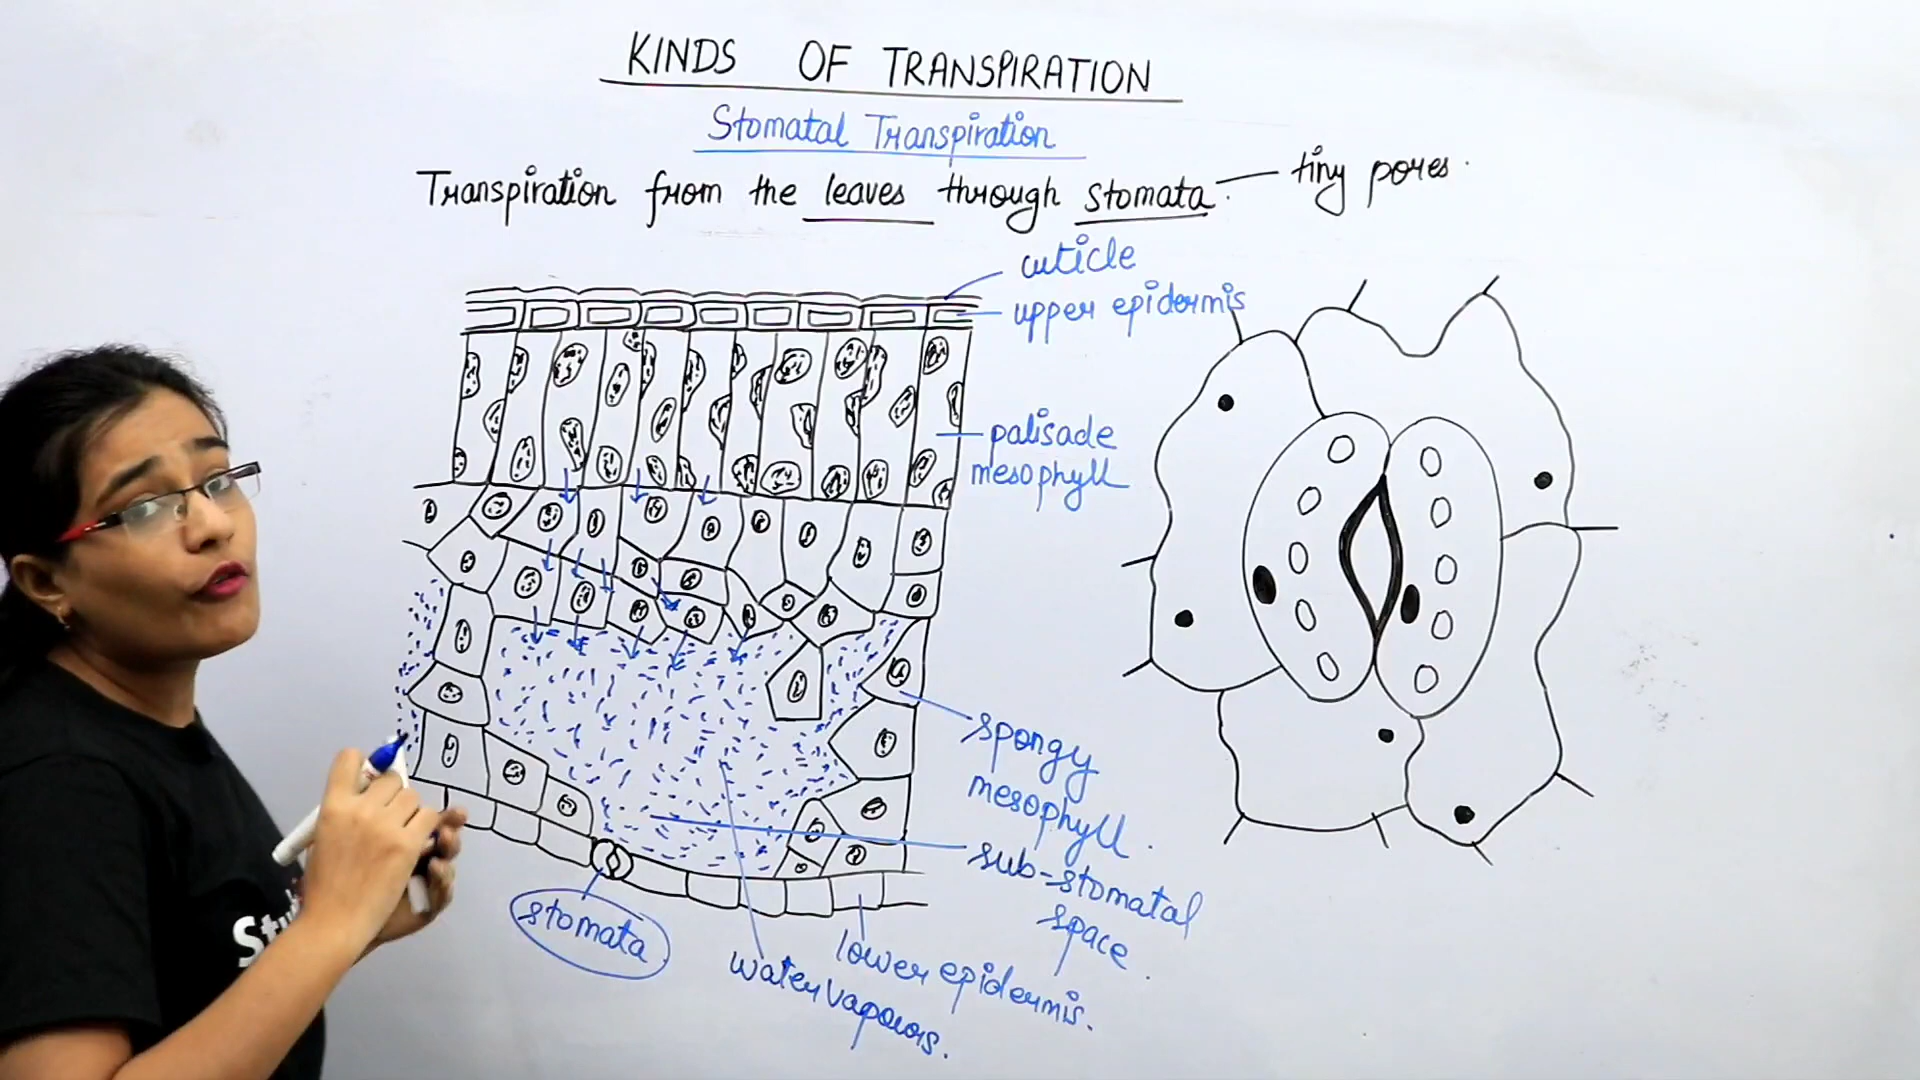 KINDS OF TRANSPIRATION
Stomatal Transpiration
Transpiration from the leaves through stomata.
tiny pores.
cuticle
upper epidermis
palisade
mesophyll
spongy
mesophyll.
sub-stomatal
space.
lower epidermis.
water vapours.
stomata